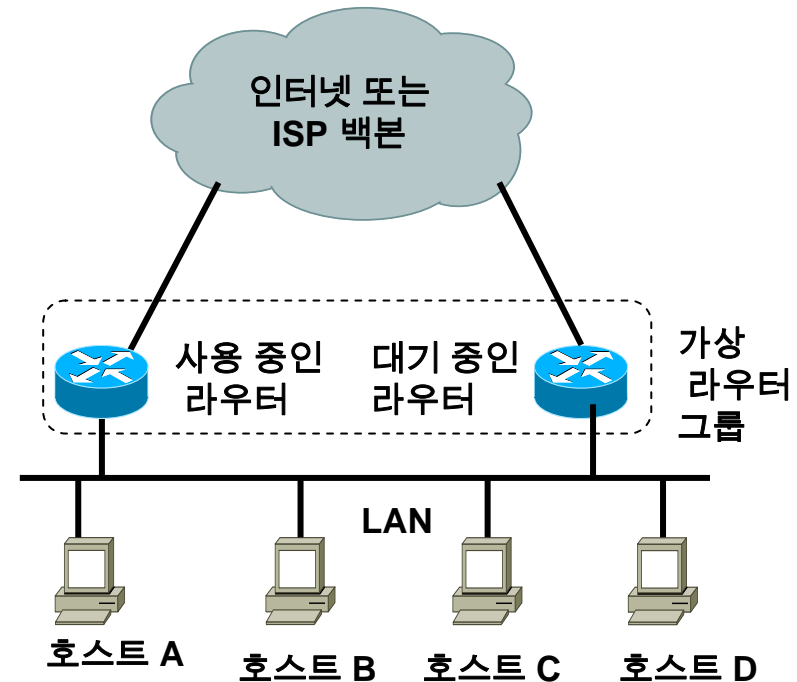 인터넷 또는
ISP 백본
사용 중인
라우터
대기 중인
라우터
가상
라우터
그룹
LAN
호스트 A
호스트 B
호스트 C
호스트 D